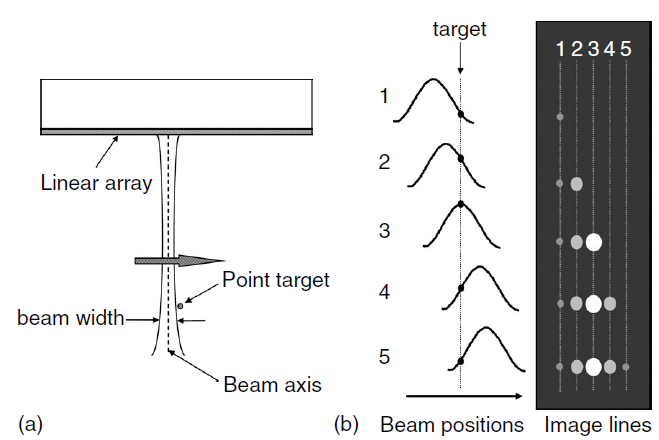 Linear array
Point target
beam width
Beam axis
(a)
target
1
2
3
4
5
1 2 3 4 5
(b) Beam positions Image lines